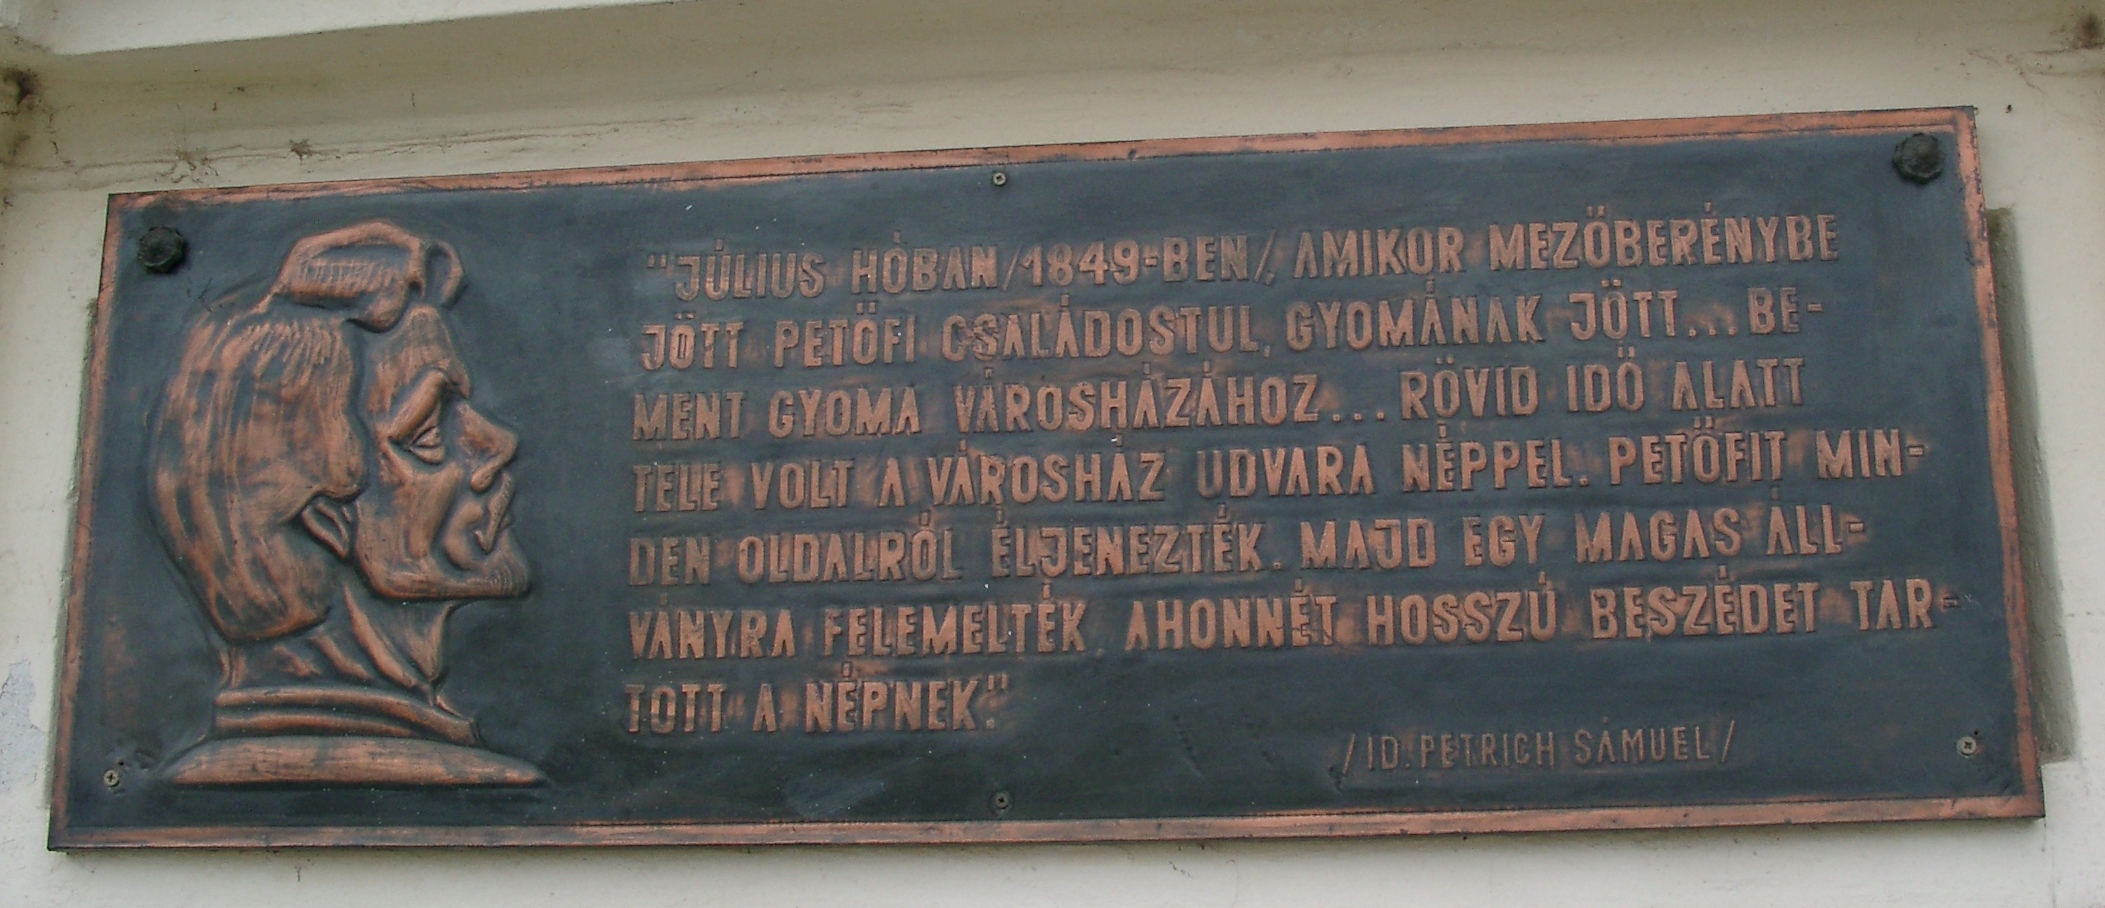 "JÚLIUS HÓBAN /1849-BEN/, AMIKOR MEZÖBERÉNYBE
JÖTT PETŐFI CSALÁDOSTUL, GYOMÁNAK JÖTT... BE-
MENT GYOMA VÁROSHÁZÁHOZ... RÖVID IDÖ ALATT
TELE VOLT A VÁROSHÁZ UDVARA NÉPPEL. PETŐFIT MIN-
DEN OLDALRÓL ÉLJENEZTÉK. MAJD EGY MAGAS ÁLL-
VÁNYRA FELEMELTÉK, AHONNÉT HOSSZÚ BESZÉDET TAR-
TOTT A NÉPNEK."
/ID. PETRICH SÁMUEL/